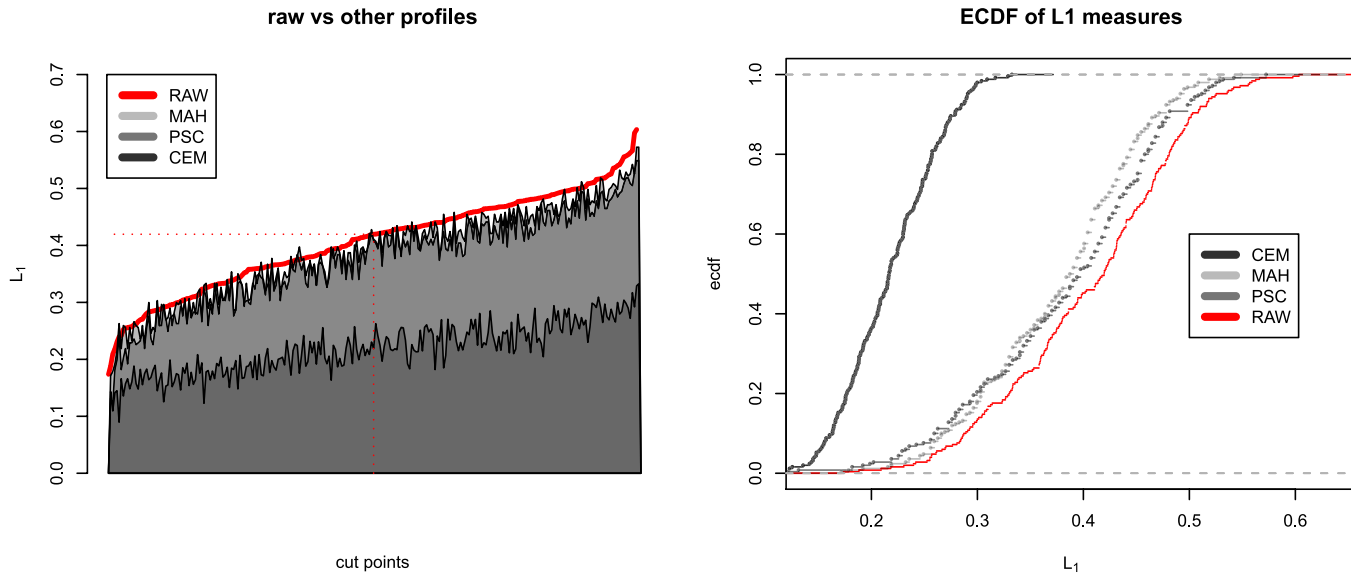 raw vs other profiles
0.7
0.6
0.5
0.4
0.3
0.2
0.1
0.0
L1
RAW
MAH
PSC
CEM
cut points
ECDF of L1 measures
1.0
0.8
0.6
0.4
0.2
0.0
ecdf
CEM
MAH
PSC
RAW
0.2
0.3
0.4
0.5
0.6
L1